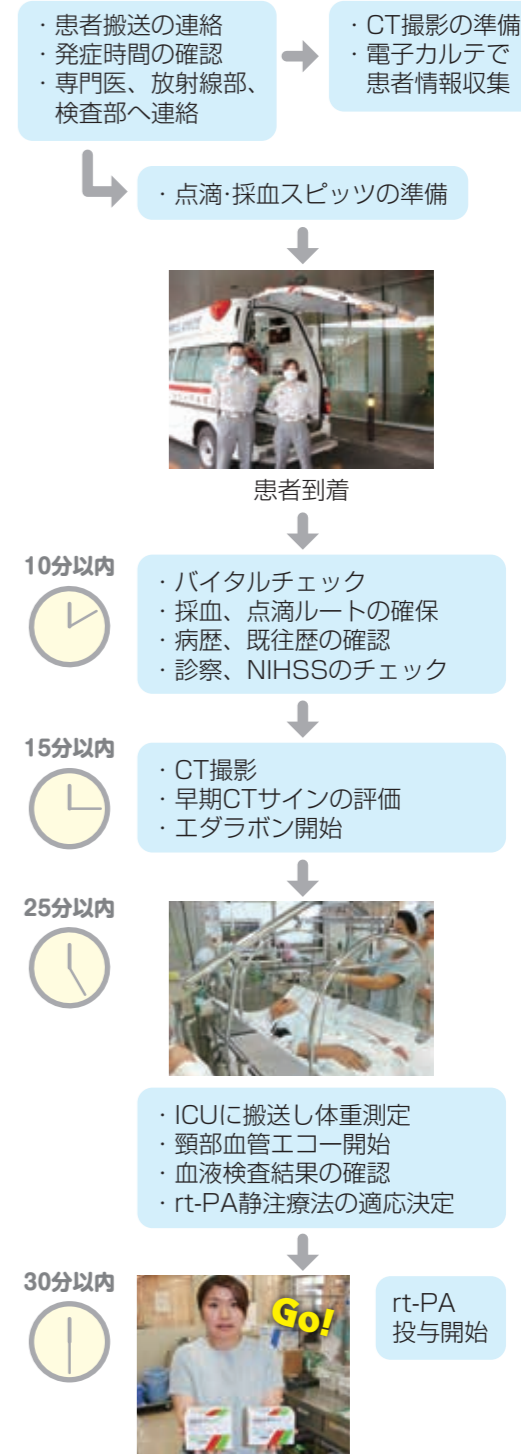 ・患者搬送の連絡
・発症時間の確認
・専門医、放射線部、
検査部へ連絡
・CT撮影の準備
・電子カルテで
患者情報収集
・点滴・採血スピッツの準備
患者到着
10分以内
・バイタルチェック
・採血、点滴ルートの確保
・病歴、既往歴の確認
・診察、NIHSSのチェック
15分以内
・CT撮影
・早期CTサインの評価
・エダラボン開始
25分以内
・ICUに搬送し体重測定
・頸部血管エコー開始
・血液検査結果の確認
・rt-PA静注療法の適応決定
30分以内
Go!
rt-PA
投与開始